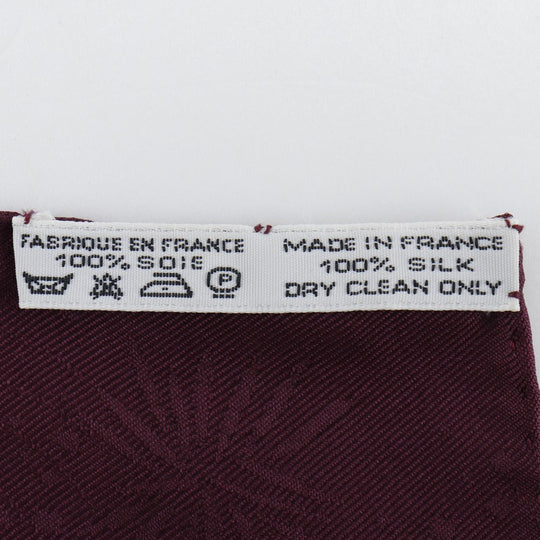 FABRIQUE EN FRANCE
100% SOIE
P
MADE IN FRANCE
100% SILK
DRY CLEAN ONLY